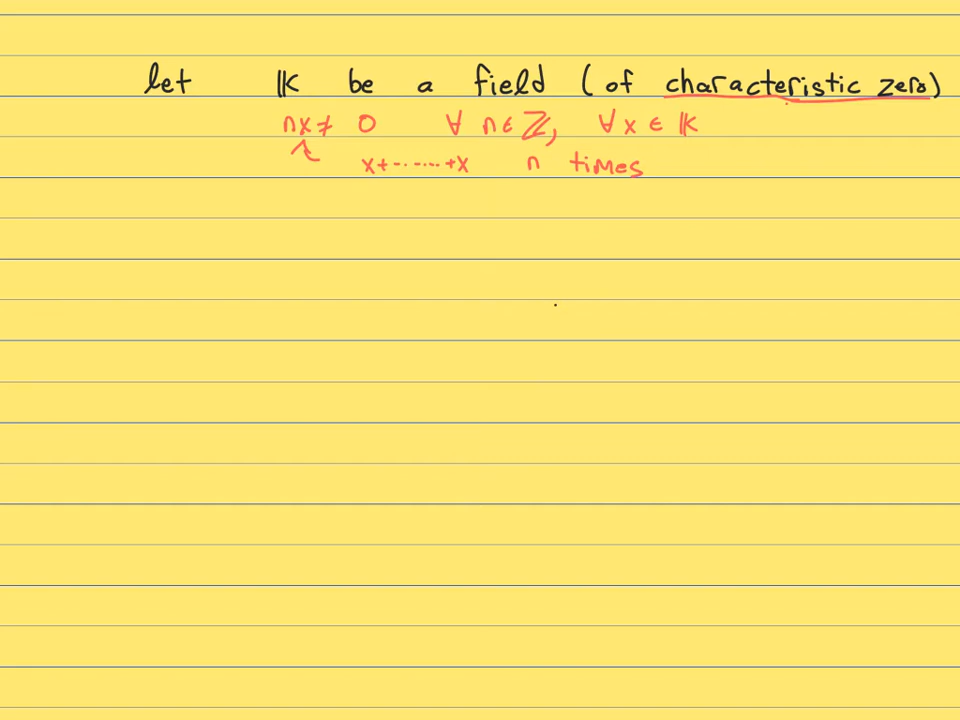 let 𝕂 be a field (of characteristic zero)
nx ≠ 0 ∀ n ∈ ℤ, ∀ x ∈ 𝕂
x+······+x n times